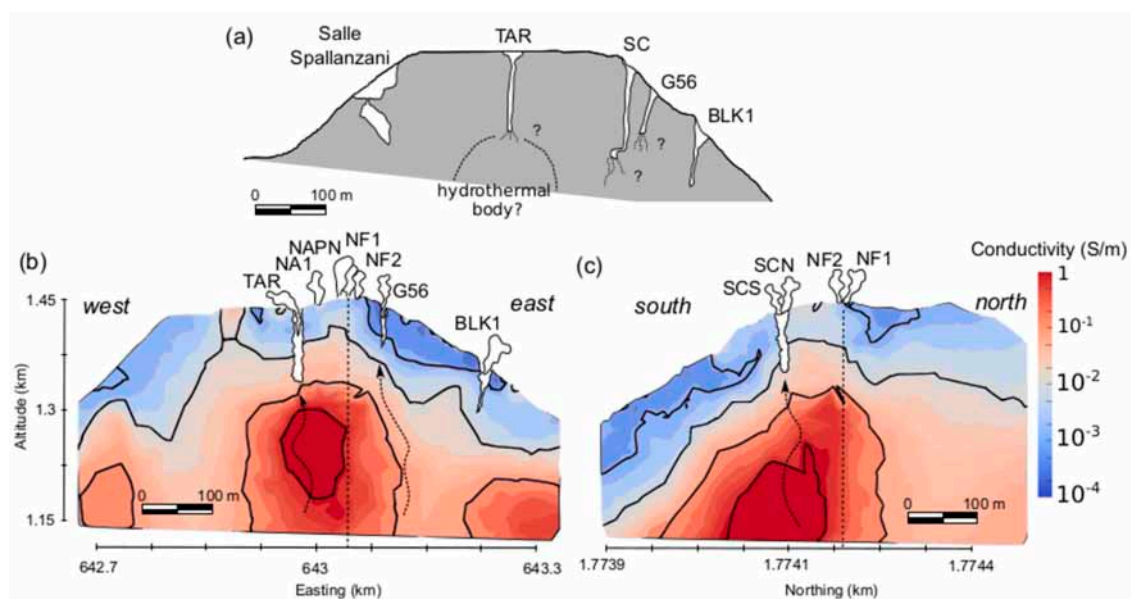 (a)
Salle
Spallanzani
TAR
SC
G56
BLK1
?
?
?
hydrothermal
body?
0 100 m
(b)
TAR
NA1
NAPN
NF1
NF2
G56
BLK1
west
east
1.45
1.3
1.15
Altitude (km)
0 100 m
642.7 643 643.3
Easting (km)
(c)
SCS
SCN
NF2
NF1
south
north
0 100 m
1.7739 1.7741 1.7744
Northing (km)
Conductivity (S/m)
1
10-1
10-2
10-3
10-4